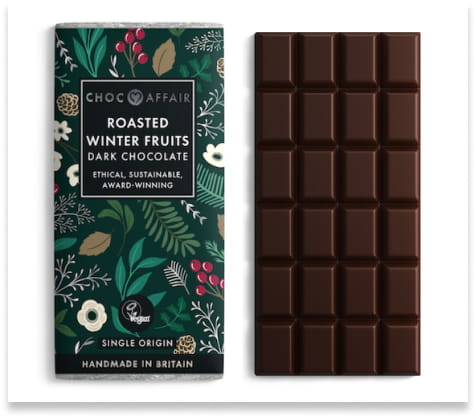 CHOC AFFAIR
ROASTED
WINTER FRUITS
DARK CHOCOLATE
ETHICAL, SUSTAINABLE,
AWARD-WINNING
Vegan
SINGLE ORIGIN
HANDMADE IN BRITAIN